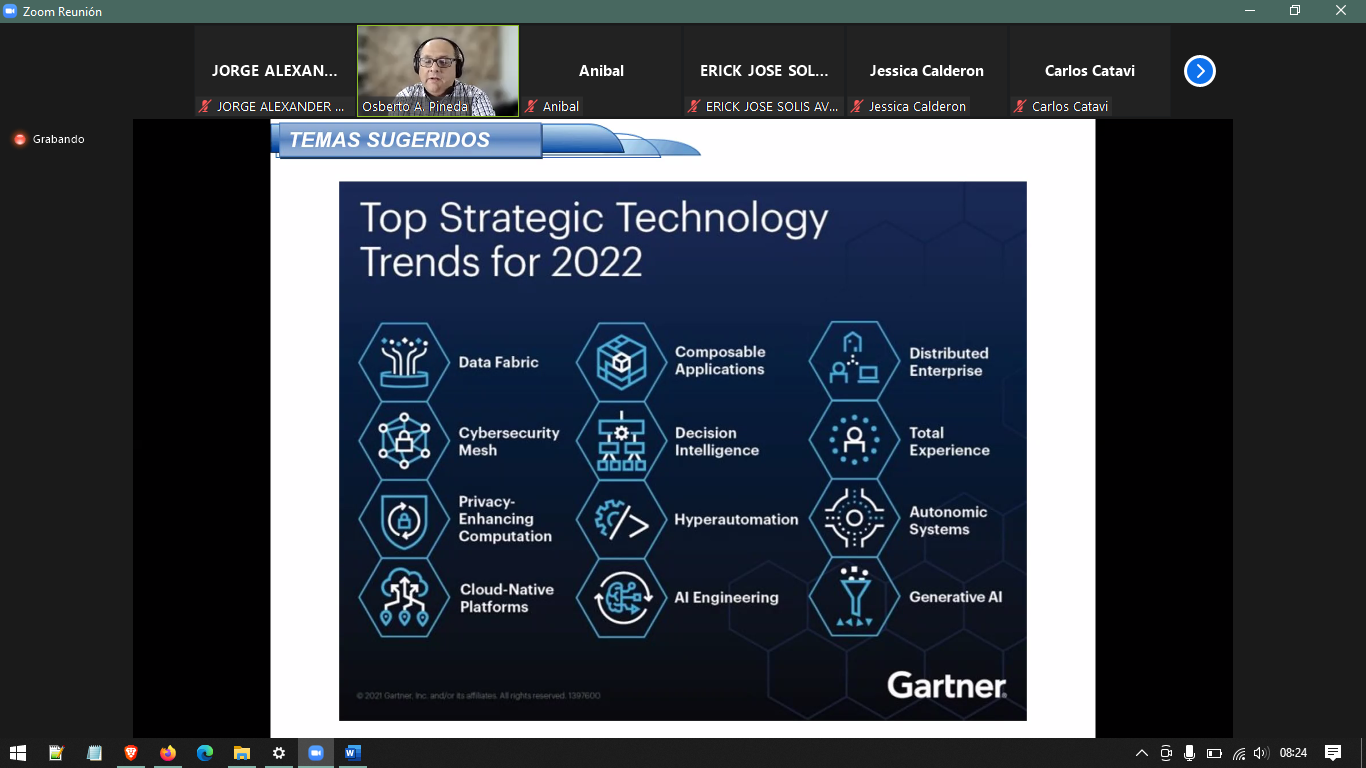 Zoom Reunión
JORGE ALEXAN...
Anibal
ERICK JOSE SOL...
Jessica Calderon
Carlos Catavi
JORGE ALEXANDER ...
Osberto A. Pineda
Anibal
ERICK JOSE SOLIS AV...
Jessica Calderon
Carlos Catavi
Grabando
TEMAS SUGERIDOS
Top Strategic Technology
Trends for 2022
Data Fabric
Composable
Applications
Distributed
Enterprise
Cybersecurity
Mesh
Decision
Intelligence
Total
Experience
Privacy-
Enhancing
Computation
Hyperautomation
Autonomic
Systems
Cloud-Native
Platforms
AI Engineering
Generative AI
© 2021 Gartner, Inc. and/or its affiliates. All rights reserved. 1397600
Gartner®
08:24